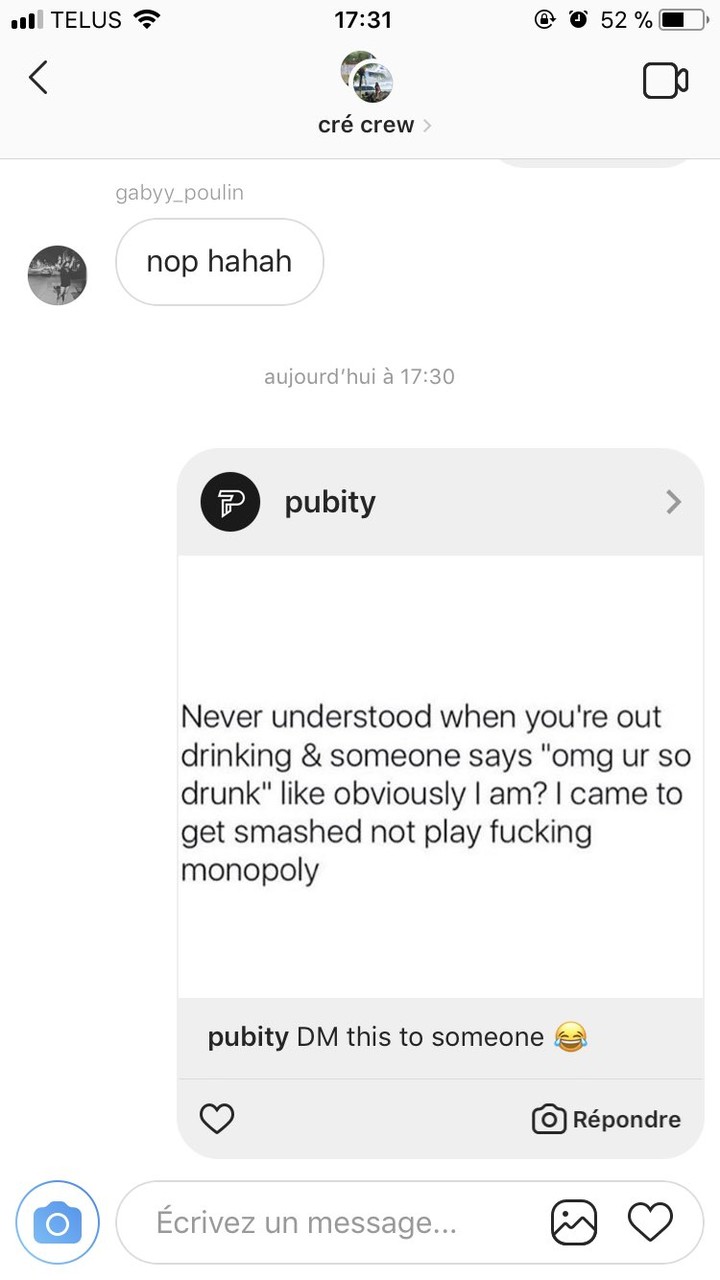 TELUS 17:31 52 %
cré crew
gabyy_poulin
nop hahah
aujourd'hui à 17:30
pubity
Never understood when you're out
drinking & someone says "omg ur so
drunk" like obviously I am? I came to
get smashed not play fucking
monopoly
pubity DM this to someone 😂
Répondre
Écrivez un message...